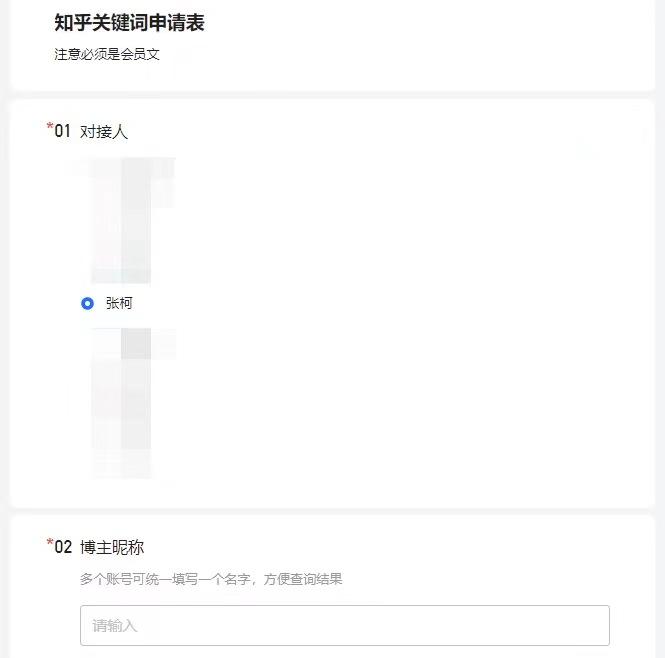 知乎关键词申请表
注意必须是会员文
*01 对接人
张柯
*02 博主昵称
多个账号可统一填写一个名字，方便查询结果
请输入